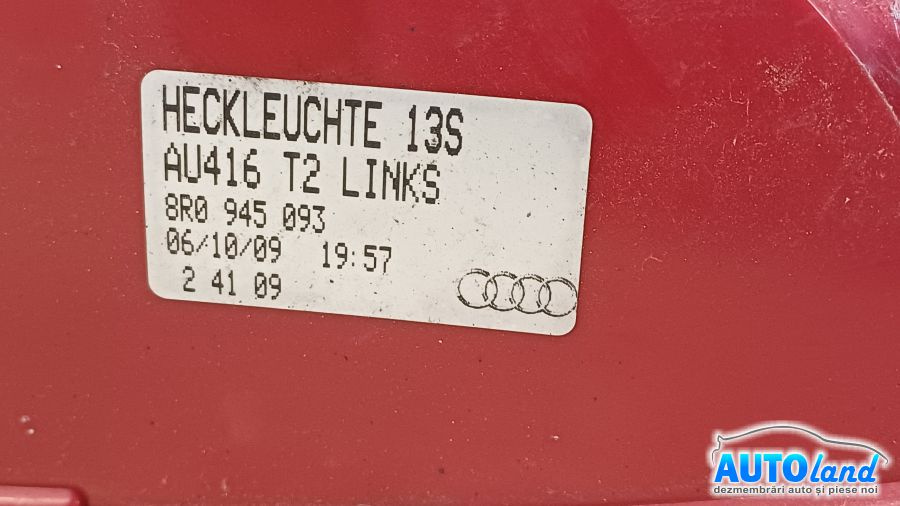 HECKLEUCHTE 13S
AU416 T2 LINKS
8R0 945 093
06/10/09 19:57
2 41 09
AUTOland
dezmembrări auto și piese noi